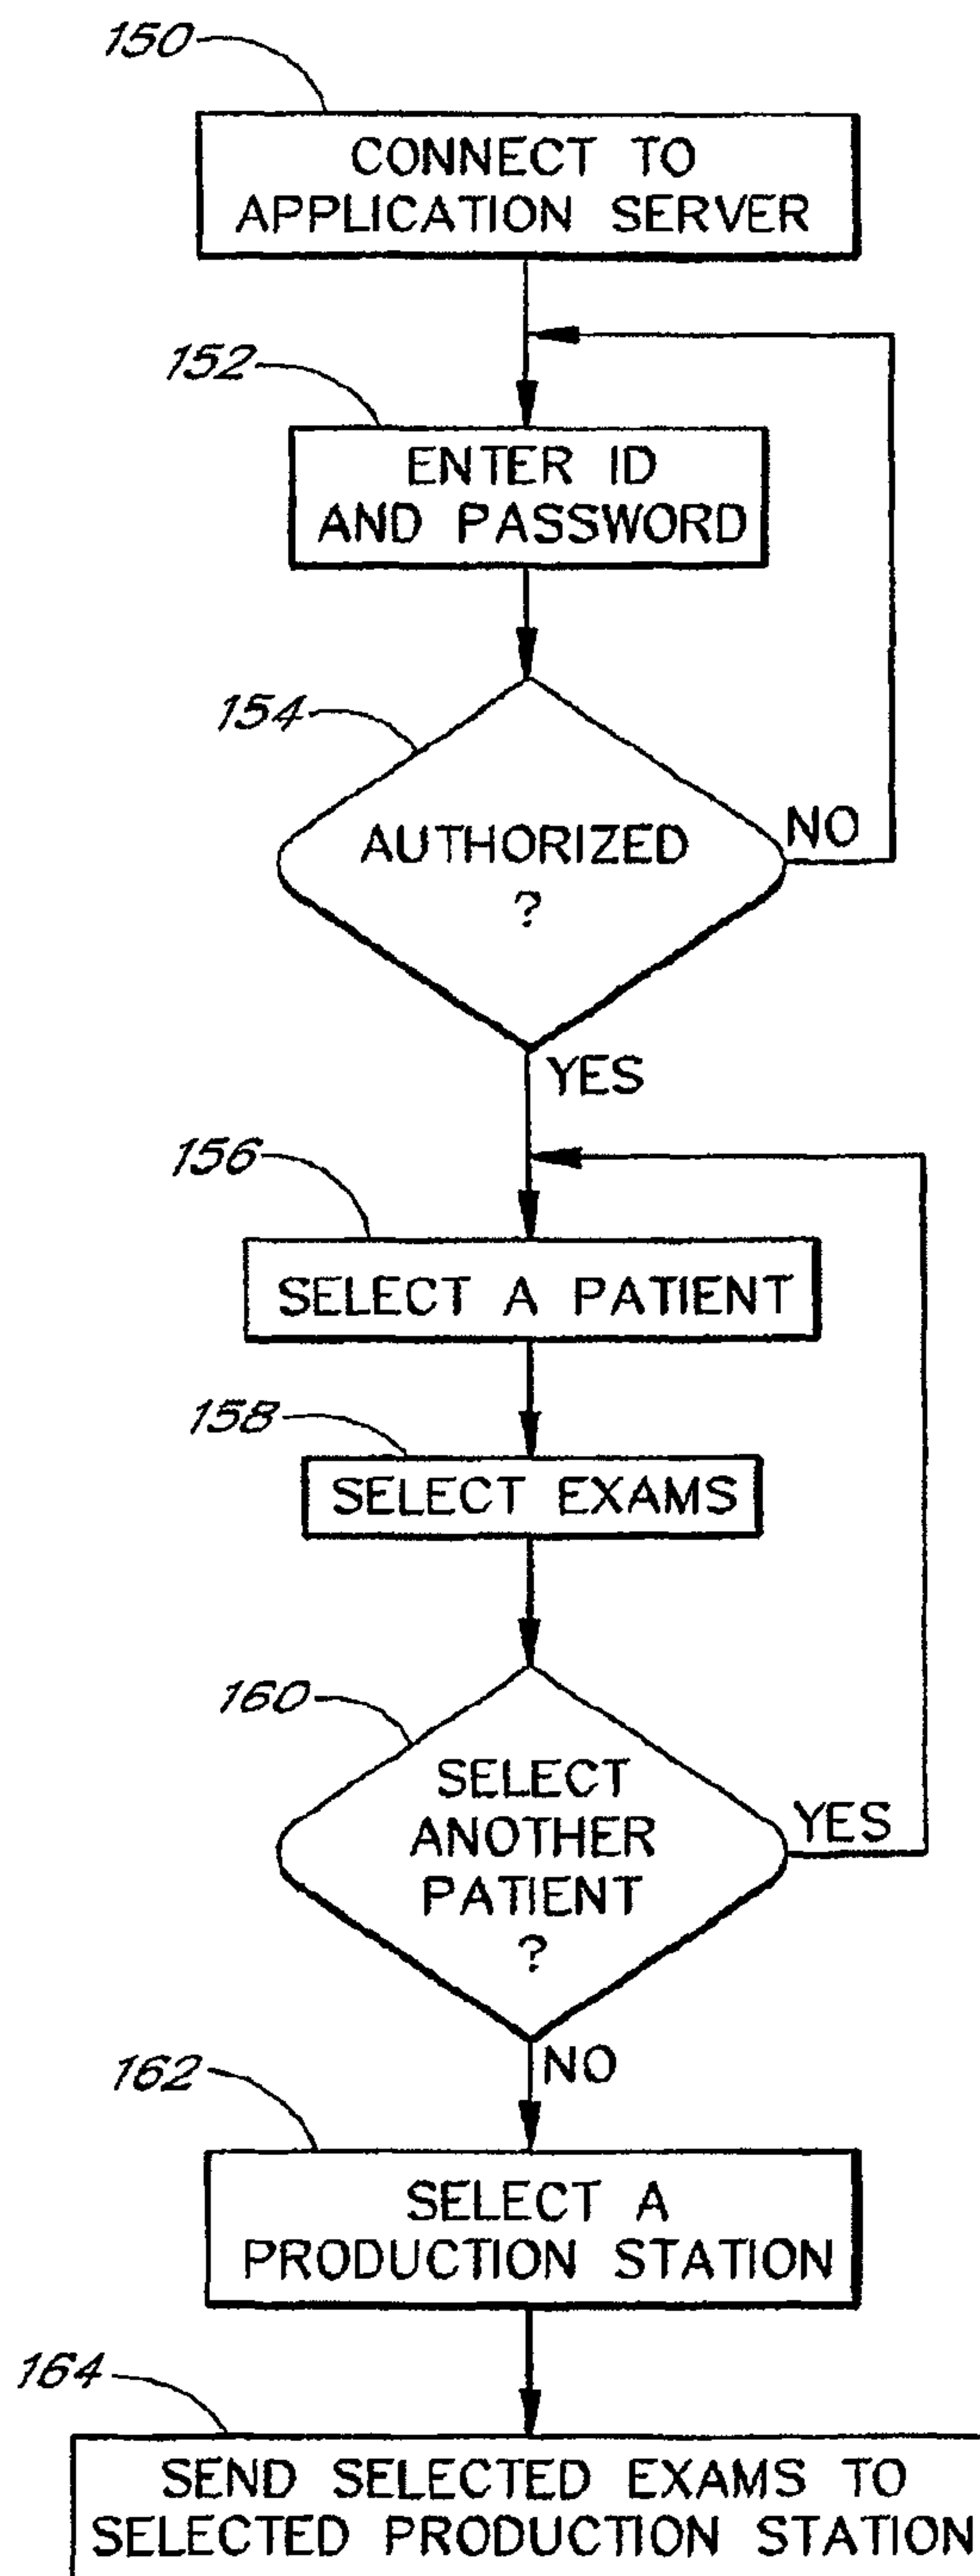 150
CONNECT TO
APPLICATION SERVER
152
ENTER ID
AND PASSWORD
154
AUTHORIZED
?
NO
YES
156
SELECT A PATIENT
158
SELECT EXAMS
160
SELECT
ANOTHER
PATIENT
?
YES
NO
162
SELECT A
PRODUCTION STATION
164
SEND SELECTED EXAMS TO
SELECTED PRODUCTION STATION